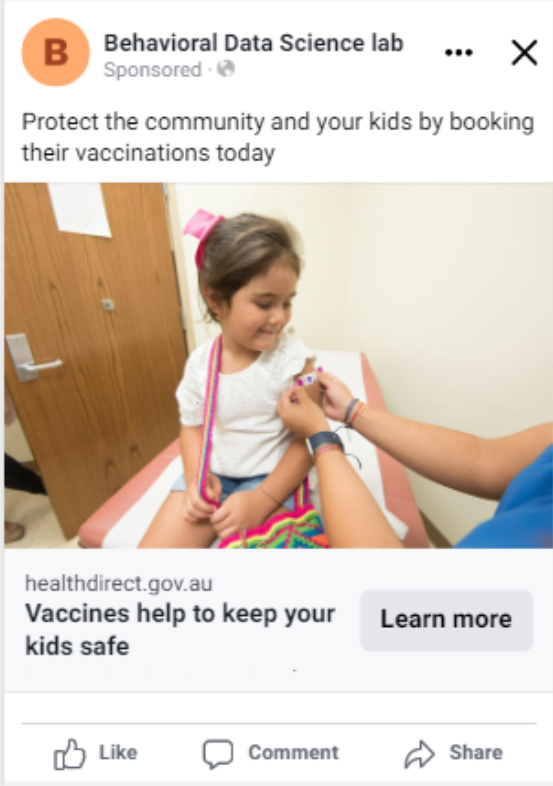 B
Behavioral Data Science lab
Sponsored ·
Protect the community and your kids by booking
their vaccinations today
healthdirect.gov.au
Vaccines help to keep your
kids safe
Learn more
Like
Comment
Share